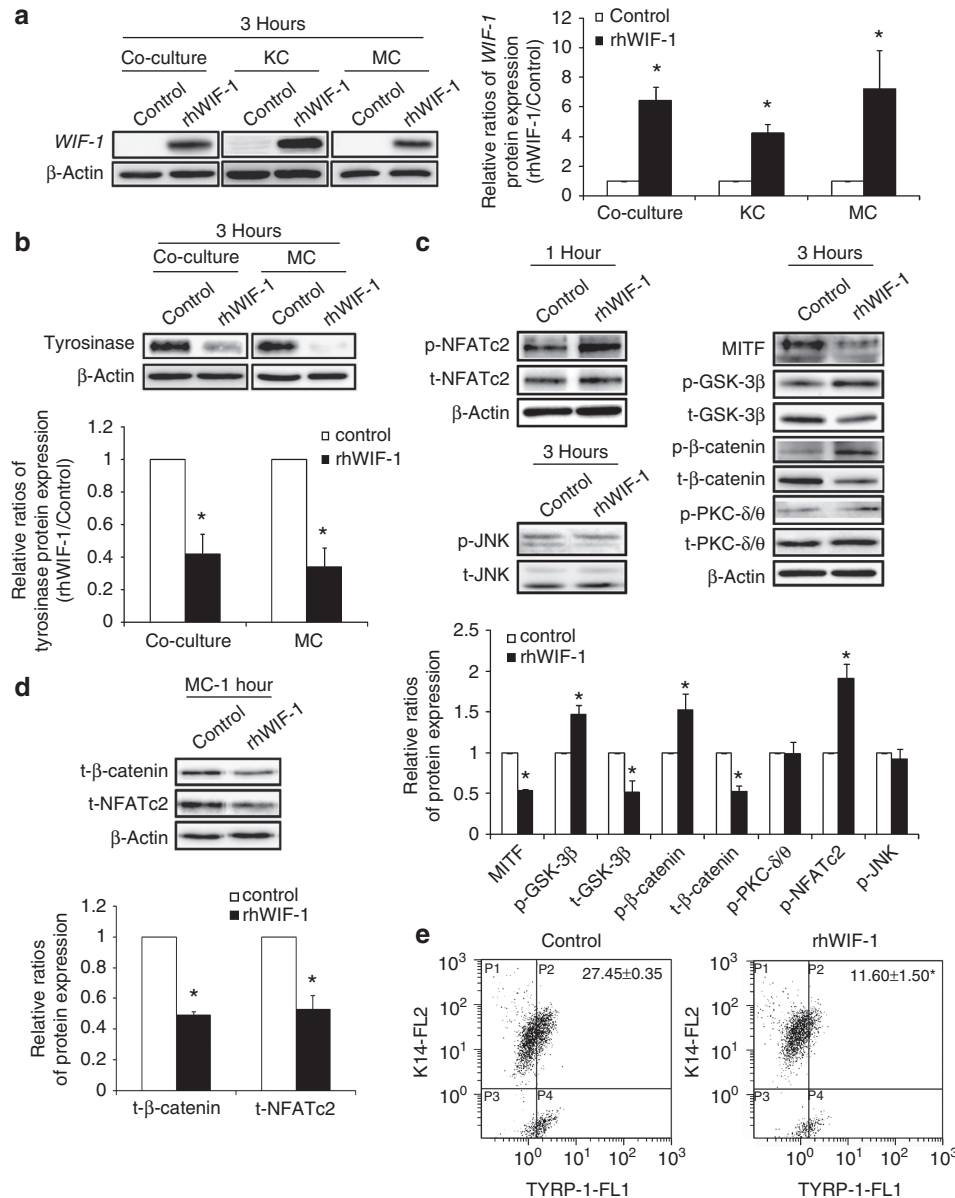 a
3 Hours
Co-culture KC MC
Control rhWIF-1 Control rhWIF-1 Control rhWIF-1
WIF-1
β-Actin
Relative ratios of WIF-1
protein expression
(rhWIF-1/Control)
16
14
12
10
8
6
4
2
0
Control
rhWIF-1
* * *
Co-culture KC MC
b
3 Hours
Co-culture MC
Control rhWIF-1 Control rhWIF-1
Tyrosinase
β-Actin
Relative ratios of
tyrosinase protein expression
(rhWIF-1/Control)
1.2
1
0.8
0.6
0.4
0.2
0
control
rhWIF-1
* *
Co-culture MC
c
1 Hour
Control rhWIF-1
p-NFATc2
t-NFATc2
β-Actin
3 Hours
Control rhWIF-1
p-JNK
t-JNK
3 Hours
Control rhWIF-1
MITF
p-GSK-3β
t-GSK-3β
p-β-catenin
t-β-catenin
p-PKC-δ/θ
t-PKC-δ/θ
β-Actin
Relative ratios
of protein expression
2.5
2
1.5
1
0.5
0
control
rhWIF-1
* * * * * *
MITF p-GSK-3β t-GSK-3β p-β-catenin t-β-catenin p-PKC-δ/θ p-NFATc2 p-JNK
d
MC-1 hour
Control rhWIF-1
t-β-catenin
t-NFATc2
β-Actin
Relative ratios
of protein expression
1.2
1
0.8
0.6
0.4
0.2
0
control
rhWIF-1
* *
t-β-catenin t-NFATc2
e
Control
K14-FL2
10³
10²
10¹
10⁰
P1 P2 27.45±0.35
P3 P4
10⁰ 10¹ 10² 10³
TYRP-1-FL1
rhWIF-1
K14-FL2
10³
10²
10¹
10⁰
P1 P2 11.60±1.50*
P3 P4
10⁰ 10¹ 10² 10³
TYRP-1-FL1